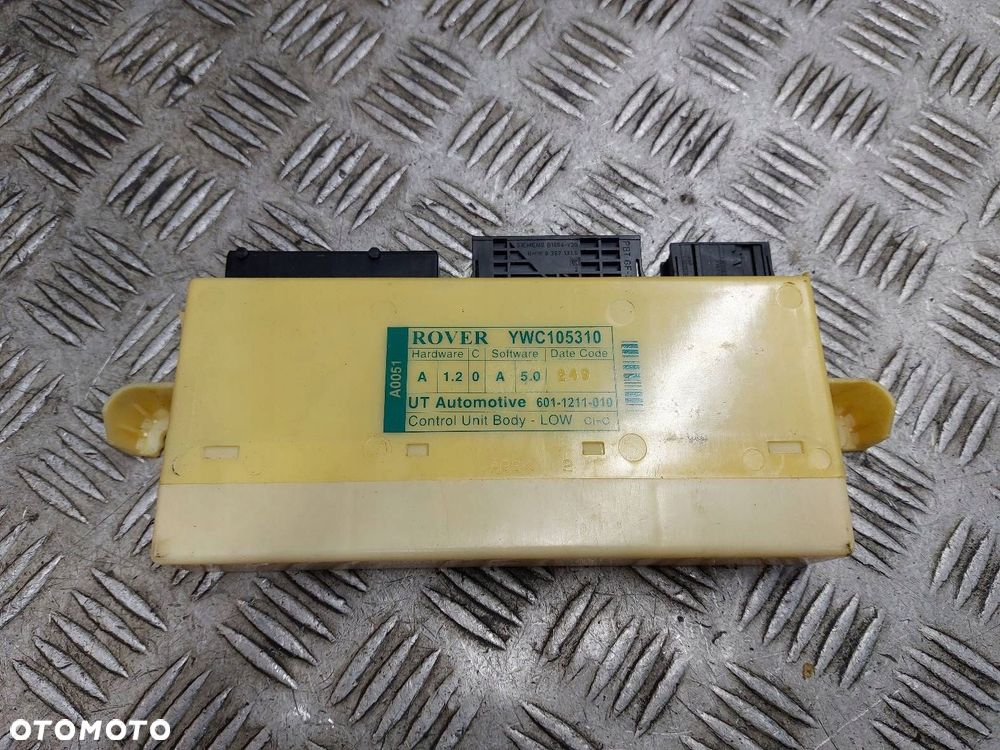 ROVER YWC105310
Hardware C Software Date Code
A 1.2 0 A 5.0
UT Automotive 601-1211-010
Control Unit Body - LOW
A0051
OTOMOTO